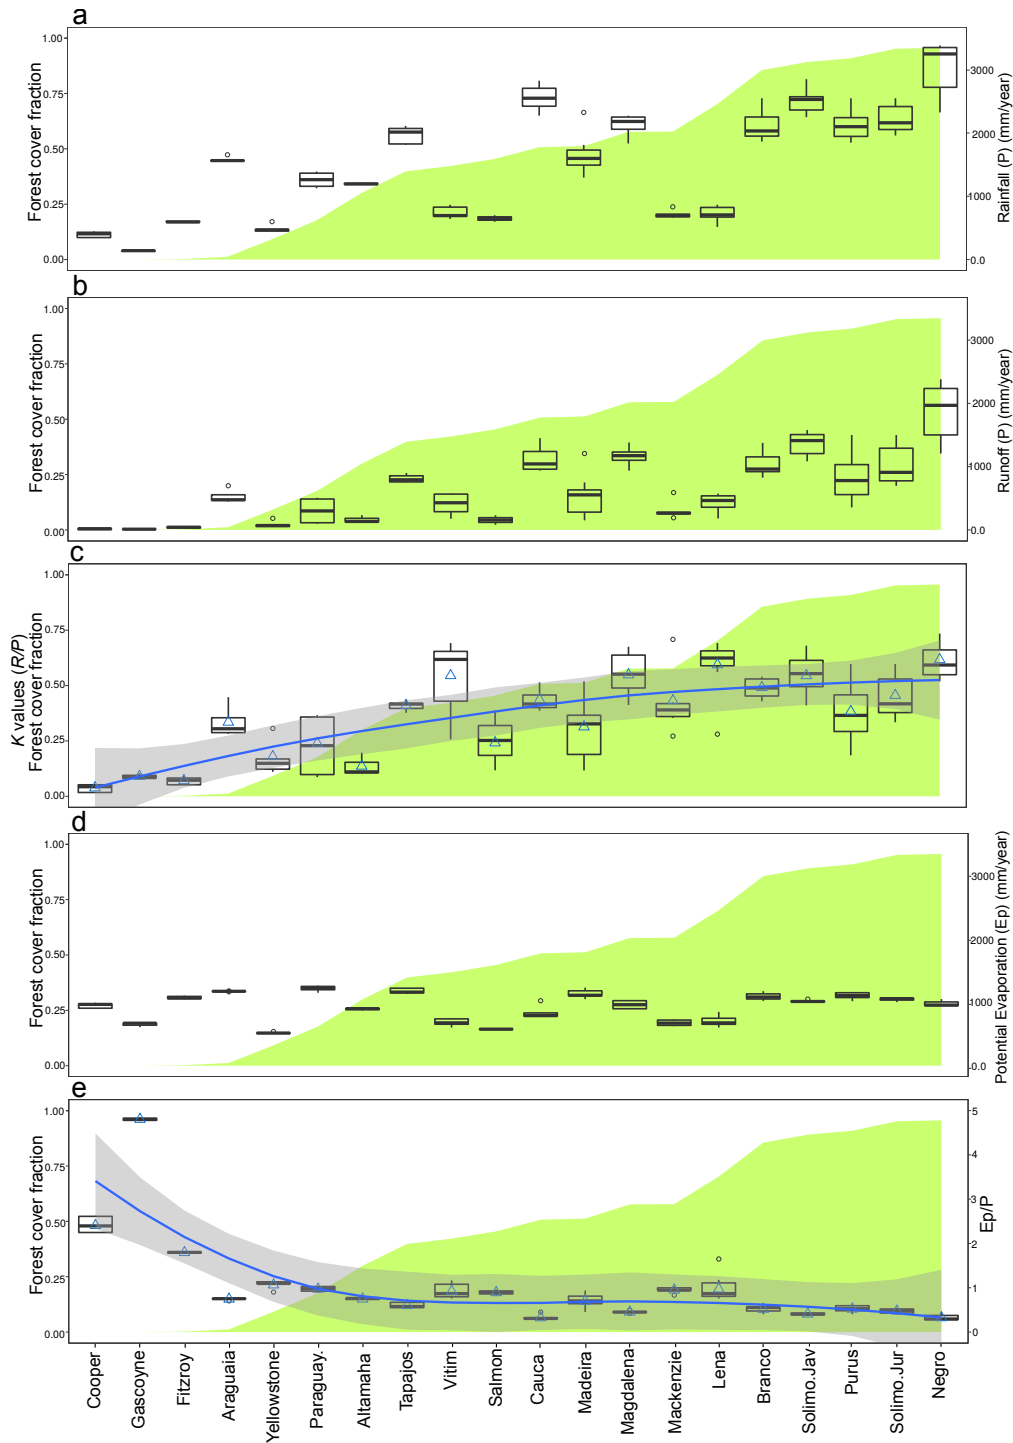 a
1.00
0.75
0.50
0.25
0.00
Forest cover fraction
3000
2000
1000
0.0
Rainfall (P) (mm/year)
b
1.00
0.75
0.50
0.25
0.00
Forest cover fraction
3000
2000
1000
0.0
Runoff (P) (mm/year)
c
1.00
0.75
0.50
0.25
0.00
K values (R/P)
Forest cover fraction
d
1.00
0.75
0.50
0.25
0.00
Forest cover fraction
3000
2000
1000
0.0
Potential Evaporation (Ep) (mm/year)
e
1.00
0.75
0.50
0.25
0.00
Forest cover fraction
5
4
3
2
1
0
Ep/P
Cooper
Gascoyne
Fitzroy
Araguaia
Yellowstone
Paraguay.
Altamaha
Tapajos
Vitim
Salmon
Cauca
Madeira
Magdalena
Mackenzie
Lena
Branco
Solimo.Jav
Purus
Solimo.Jur
Negro